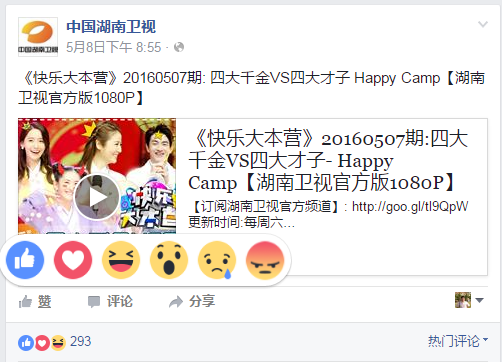 中国湖南卫视
5月8日下午 8:55 ·
《快乐大本营》20160507期: 四大千金VS四大才子 Happy Camp【湖南
卫视官方版1080P】
《快乐大本营》20160507期:四大
千金VS四大才子- Happy
Camp【湖南卫视官方版1080P】
【订阅湖南卫视官方频道】: http://goo.gl/tl9QpW
更新时间:每周六…
赞 评论 分享
293 热门评论